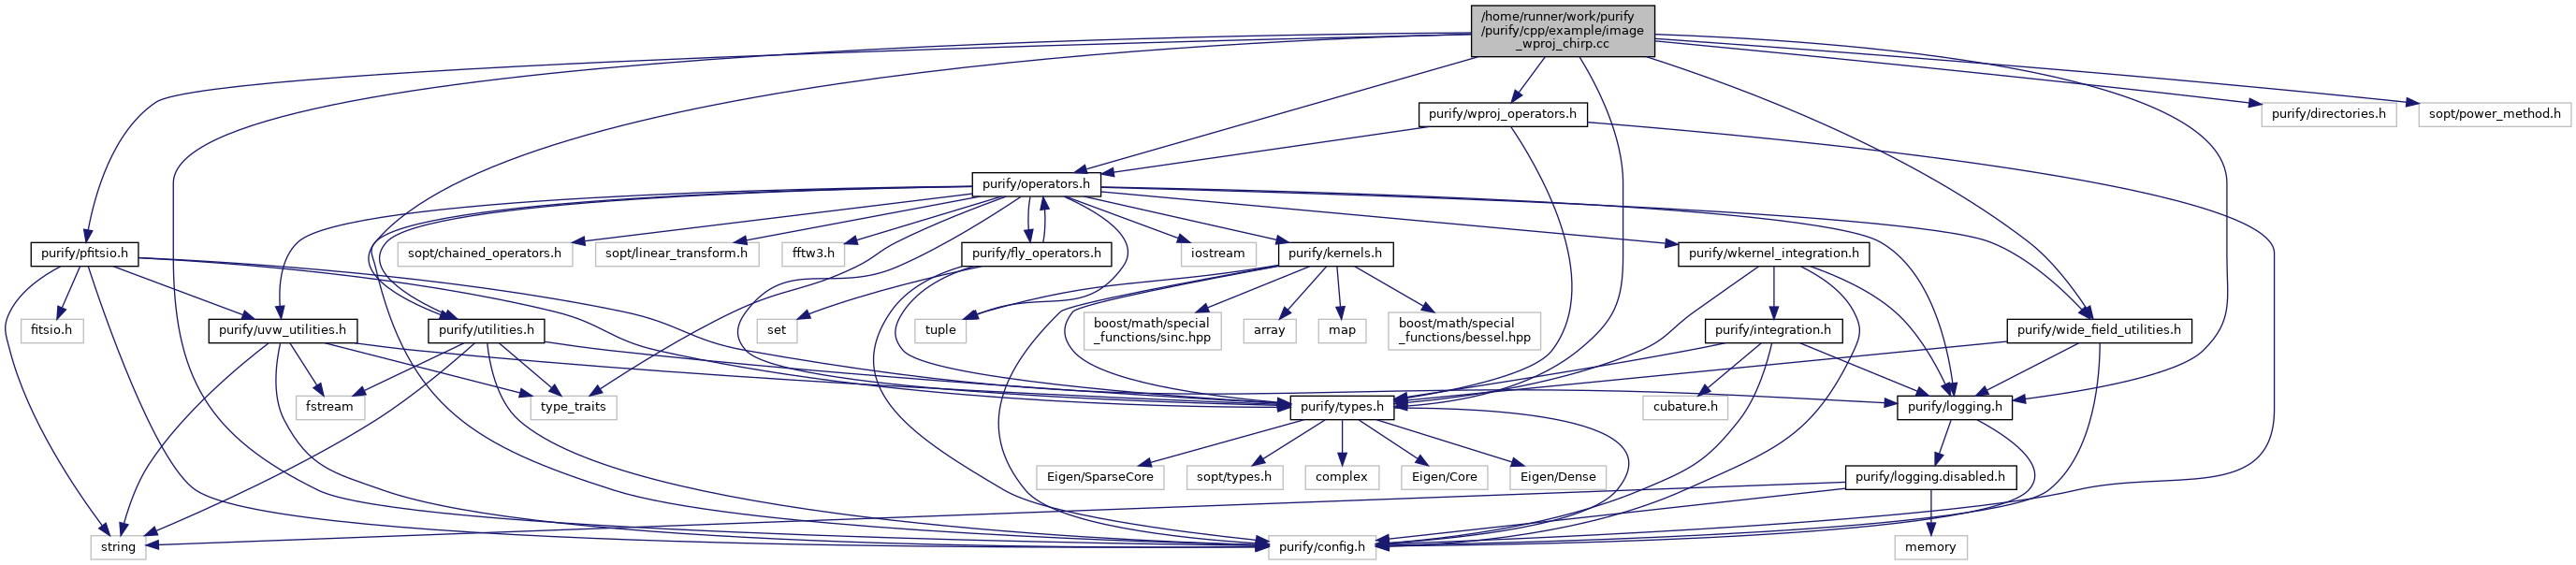 /home/runner/work/purify
/purify/cpp/example/image
_wproj_chirp.cc
purify/wproj_operators.h
purify/directories.h
sopt/power_method.h
purify/operators.h
purify/pfitsio.h
sopt/chained_operators.h
sopt/linear_transform.h
fftw3.h
purify/fly_operators.h
iostream
purify/kernels.h
purify/wkernel_integration.h
fitsio.h
purify/uvw_utilities.h
purify/utilities.h
set
tuple
boost/math/special
_functions/sinc.hpp
array
map
boost/math/special
_functions/bessel.hpp
purify/integration.h
purify/wide_field_utilities.h
fstream
type_traits
purify/types.h
cubature.h
purify/logging.h
Eigen/SparseCore
sopt/types.h
complex
Eigen/Core
Eigen/Dense
purify/logging.disabled.h
string
purify/config.h
memory